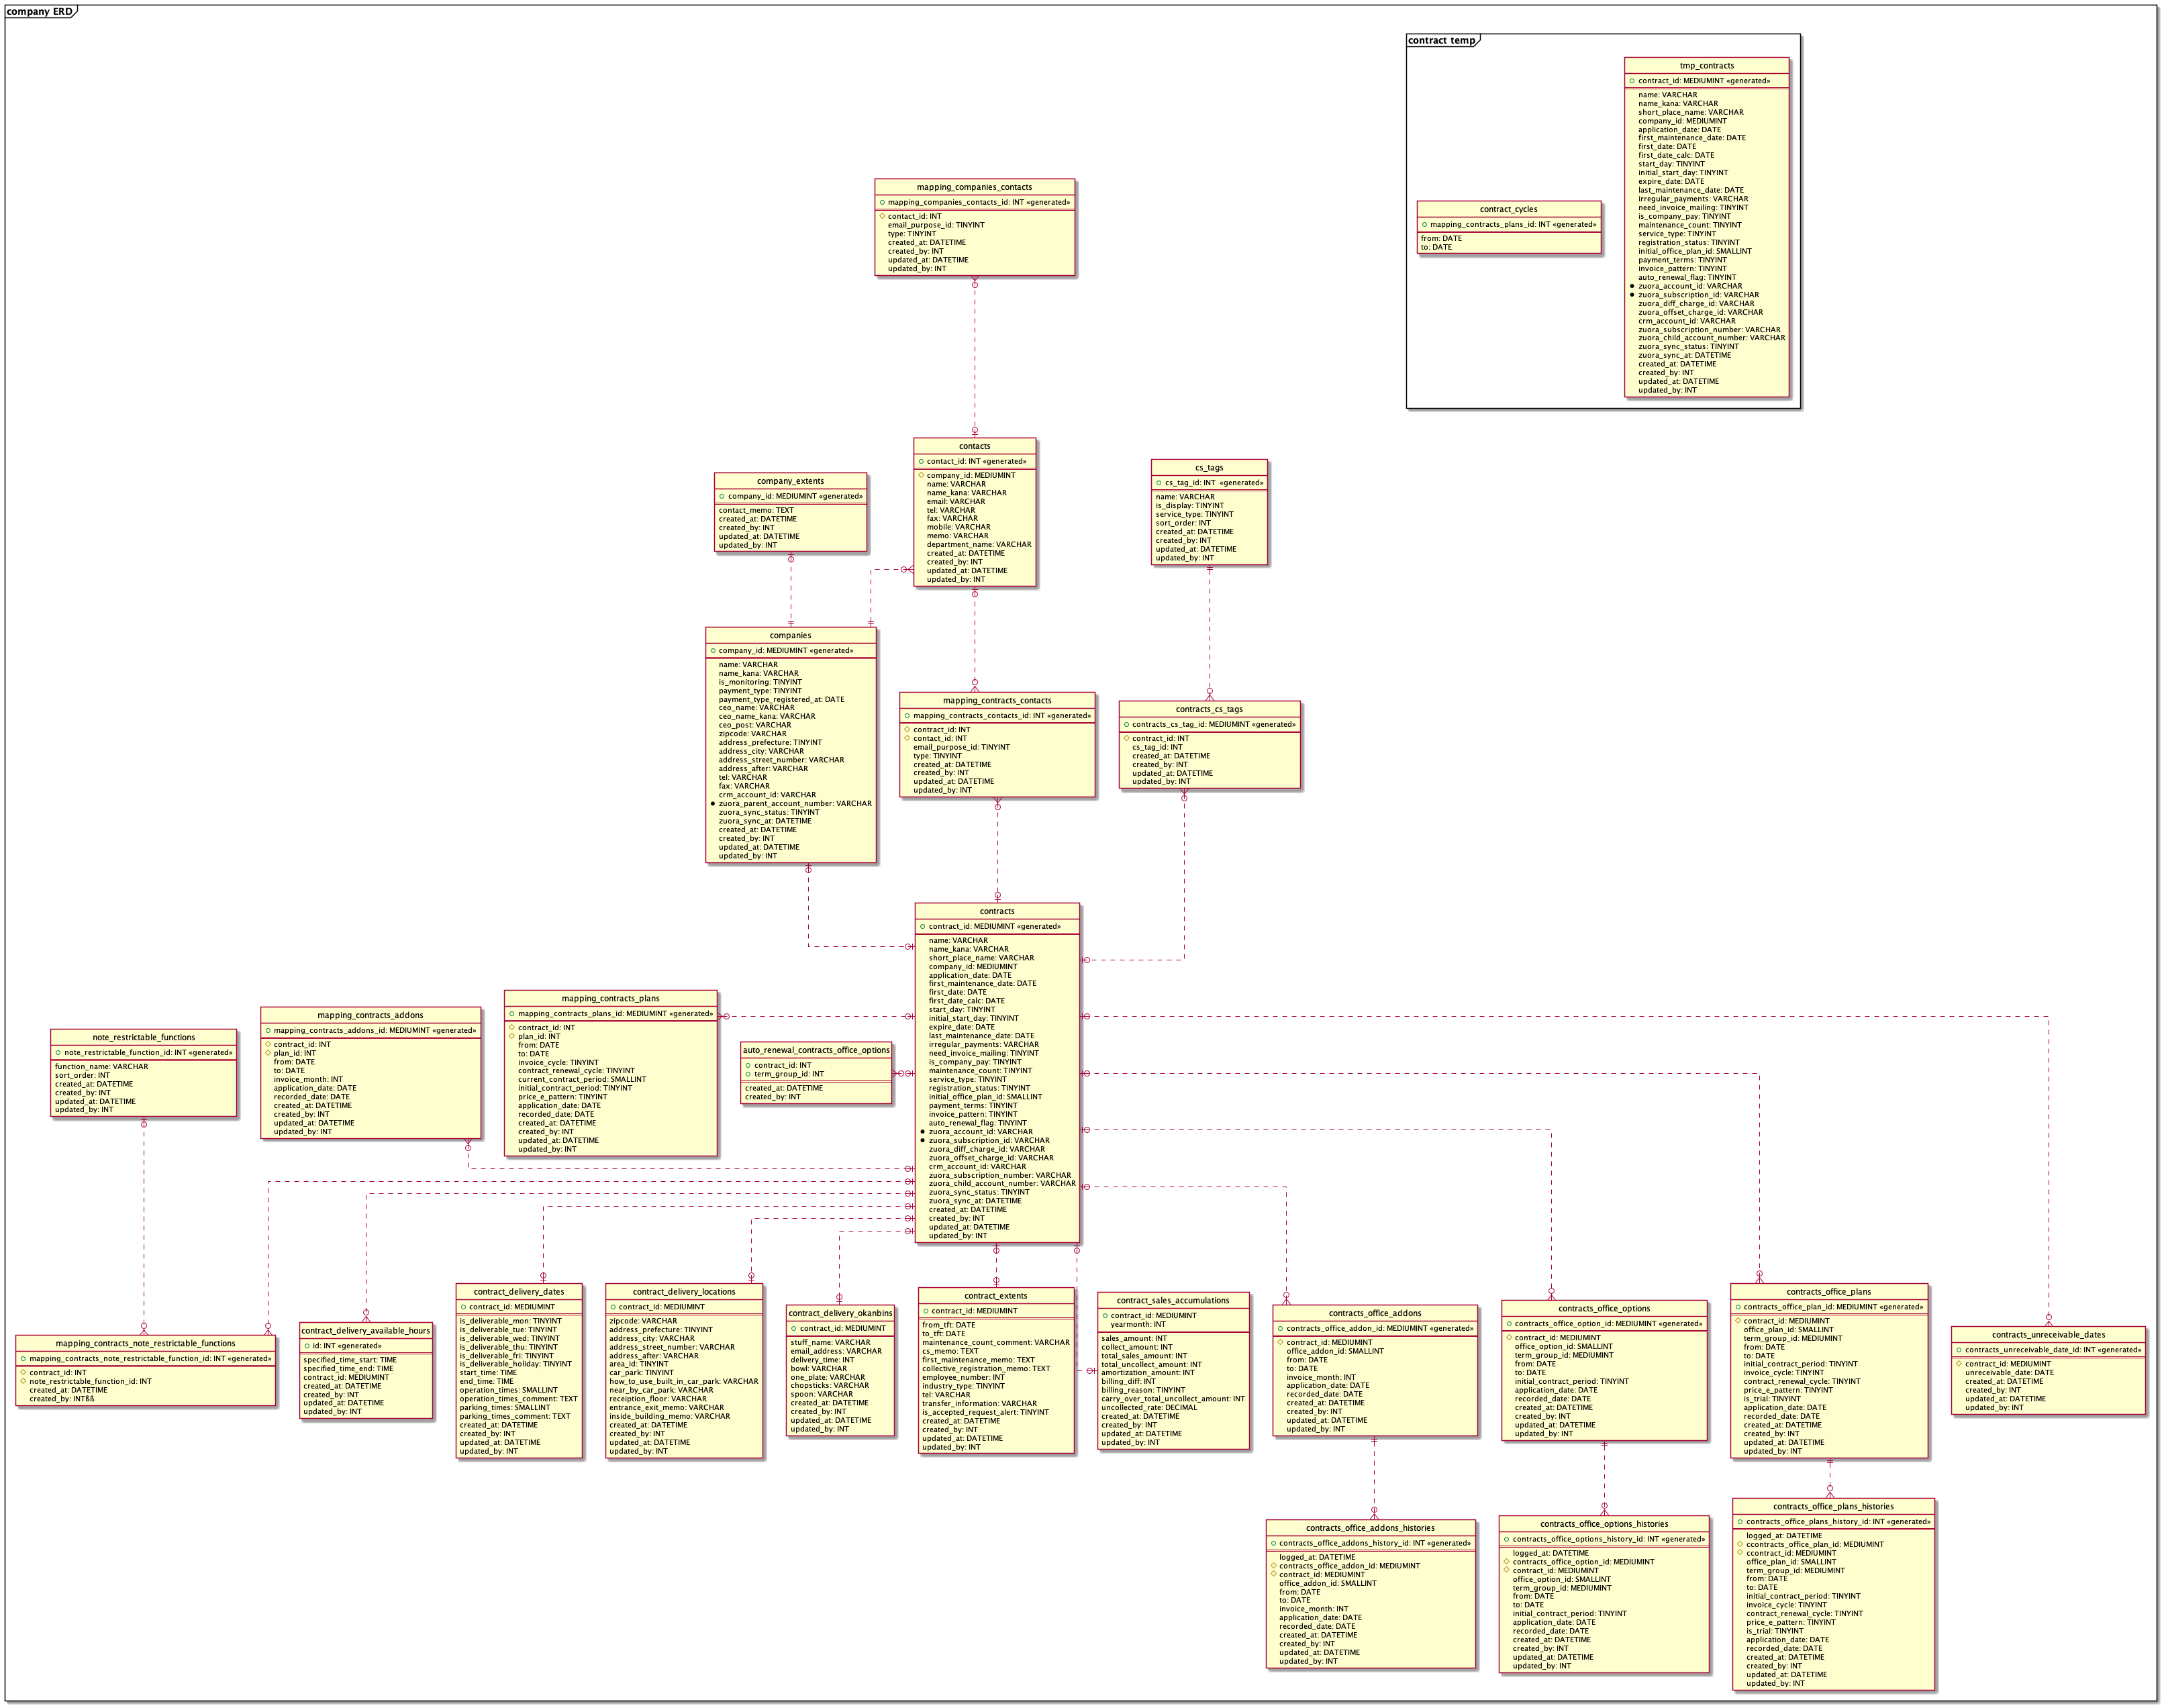 company ERD
contract temp
tmp_contracts
contract_id: MEDIUMINT «generated»
name: VARCHAR
name_kana: VARCHAR
short_place_name: VARCHAR
company_id: MEDIUMINT
application_date: DATE
first_maintenance_date: DATE
first_date: DATE
first_date_calc: DATE
start_day: TINYINT
initial_start_day: TINYINT
expire_date: DATE
last_maintenance_date: DATE
irregular_payments: VARCHAR
need_invoice_mailing: TINYINT
is_company_pay: TINYINT
maintenance_count: TINYINT
service_type: TINYINT
registration_status: TINYINT
initial_office_plan_id: SMALLINT
payment_terms: TINYINT
invoice_pattern: TINYINT
auto_renewal_flag: TINYINT
zuora_account_id: VARCHAR
zuora_subscription_id: VARCHAR
zuora_diff_charge_id: VARCHAR
zuora_offset_charge_id: VARCHAR
crm_account_id: VARCHAR
zuora_subscription_number: VARCHAR
zuora_child_account_number: VARCHAR
zuora_sync_status: TINYINT
zuora_sync_at: DATETIME
created_at: DATETIME
created_by: INT
updated_at: DATETIME
updated_by: INT
contract_cycles
mapping_contracts_plans_id: INT «generated»
from: DATE
to: DATE
mapping_companies_contacts
mapping_companies_contacts_id: INT «generated»
contact_id: INT
email_purpose_id: TINYINT
type: TINYINT
created_at: DATETIME
created_by: INT
updated_at: DATETIME
updated_by: INT
contacts
contact_id: INT «generated»
company_id: MEDIUMINT
name: VARCHAR
name_kana: VARCHAR
email: VARCHAR
tel: VARCHAR
fax: VARCHAR
mobile: VARCHAR
memo: VARCHAR
department_name: VARCHAR
created_at: DATETIME
created_by: INT
updated_at: DATETIME
updated_by: INT
company_extents
company_id: MEDIUMINT «generated»
contact_memo: TEXT
created_at: DATETIME
created_by: INT
updated_at: DATETIME
updated_by: INT
cs_tags
cs_tag_id: INT «generated»
name: VARCHAR
is_display: TINYINT
service_type: TINYINT
sort_order: INT
created_at: DATETIME
created_by: INT
updated_at: DATETIME
updated_by: INT
companies
company_id: MEDIUMINT «generated»
name: VARCHAR
name_kana: VARCHAR
is_monitoring: TINYINT
payment_type: TINYINT
payment_type_registered_at: DATE
ceo_name: VARCHAR
ceo_name_kana: VARCHAR
ceo_post: VARCHAR
zipcode: VARCHAR
address_prefecture: TINYINT
address_city: VARCHAR
address_street_number: VARCHAR
address_after: VARCHAR
tel: VARCHAR
fax: VARCHAR
crm_account_id: VARCHAR
zuora_parent_account_number: VARCHAR
zuora_sync_status: TINYINT
zuora_sync_at: DATETIME
created_at: DATETIME
created_by: INT
updated_at: DATETIME
updated_by: INT
mapping_contracts_contacts
mapping_contracts_contacts_id: INT «generated»
contract_id: INT
contact_id: INT
email_purpose_id: TINYINT
type: TINYINT
created_at: DATETIME
created_by: INT
updated_at: DATETIME
updated_by: INT
contracts_cs_tags
contracts_cs_tag_id: MEDIUMINT «generated»
contract_id: INT
cs_tag_id: INT
created_at: DATETIME
created_by: INT
updated_at: DATETIME
updated_by: INT
contracts
contract_id: MEDIUMINT «generated»
name: VARCHAR
name_kana: VARCHAR
short_place_name: VARCHAR
company_id: MEDIUMINT
application_date: DATE
first_maintenance_date: DATE
first_date: DATE
first_date_calc: DATE
start_day: TINYINT
initial_start_day: TINYINT
expire_date: DATE
last_maintenance_date: DATE
irregular_payments: VARCHAR
need_invoice_mailing: TINYINT
is_company_pay: TINYINT
maintenance_count: TINYINT
service_type: TINYINT
registration_status: TINYINT
initial_office_plan_id: SMALLINT
payment_terms: TINYINT
invoice_pattern: TINYINT
auto_renewal_flag: TINYINT
zuora_account_id: VARCHAR
zuora_subscription_id: VARCHAR
zuora_diff_charge_id: VARCHAR
zuora_offset_charge_id: VARCHAR
crm_account_id: VARCHAR
zuora_subscription_number: VARCHAR
zuora_child_account_number: VARCHAR
zuora_sync_status: TINYINT
zuora_sync_at: DATETIME
created_at: DATETIME
created_by: INT
updated_at: DATETIME
updated_by: INT
note_restrictable_functions
note_restrictable_function_id: INT «generated»
function_name: VARCHAR
sort_order: INT
created_at: DATETIME
created_by: INT
updated_at: DATETIME
updated_by: INT
mapping_contracts_addons
mapping_contracts_addons_id: MEDIUMINT «generated»
contract_id: INT
plan_id: INT
from: DATE
to: DATE
invoice_month: INT
application_date: DATE
recorded_date: DATE
created_at: DATETIME
created_by: INT
updated_at: DATETIME
updated_by: INT
mapping_contracts_plans
mapping_contracts_plans_id: MEDIUMINT «generated»
contract_id: INT
plan_id: INT
from: DATE
to: DATE
invoice_cycle: TINYINT
contract_renewal_cycle: TINYINT
current_contract_period: SMALLINT
initial_contract_period: TINYINT
price_e_pattern: TINYINT
application_date: DATE
recorded_date: DATE
created_at: DATETIME
created_by: INT
updated_at: DATETIME
updated_by: INT
auto_renewal_contracts_office_options
contract_id: INT
term_group_id: INT
created_at: DATETIME
created_by: INT
mapping_contracts_note_restrictable_functions
mapping_contracts_note_restrictable_function_id: INT «generated»
contract_id: INT
note_restrictable_function_id: INT
created_at: DATETIME
created_by: INT&&
contract_delivery_available_hours
id: INT «generated»
specified_time_start: TIME
specified_time_end: TIME
contract_id: MEDIUMINT
created_at: DATETIME
created_by: INT
updated_at: DATETIME
updated_by: INT
contract_delivery_dates
contract_id: MEDIUMINT
is_deliverable_mon: TINYINT
is_deliverable_tue: TINYINT
is_deliverable_wed: TINYINT
is_deliverable_thu: TINYINT
is_deliverable_fri: TINYINT
is_deliverable_holiday: TINYINT
start_time: TIME
end_time: TIME
operation_times: SMALLINT
operation_times_comment: TEXT
parking_times: SMALLINT
parking_times_comment: TEXT
created_at: DATETIME
created_by: INT
updated_at: DATETIME
updated_by: INT
contract_delivery_locations
contract_id: MEDIUMINT
zipcode: VARCHAR
address_prefecture: TINYINT
address_city: VARCHAR
address_street_number: VARCHAR
address_after: VARCHAR
area_id: TINYINT
car_park: TINYINT
how_to_use_built_in_car_park: VARCHAR
near_by_car_park: VARCHAR
receiption_floor: VARCHAR
entrance_exit_memo: VARCHAR
inside_building_memo: VARCHAR
created_at: DATETIME
created_by: INT
updated_at: DATETIME
updated_by: INT
contract_delivery_okanbins
contract_id: MEDIUMINT
stuff_name: VARCHAR
email_address: VARCHAR
delivery_time: INT
bowl: VARCHAR
one_plate: VARCHAR
chopsticks: VARCHAR
spoon: VARCHAR
created_at: DATETIME
created_by: INT
updated_at: DATETIME
updated_by: INT
contract_extents
contract_id: MEDIUMINT
from_tft: DATE
to_tft: DATE
maintenance_count_comment: VARCHAR
cs_memo: TEXT
first_maintenance_memo: TEXT
collective_registration_memo: TEXT
employee_number: INT
industry_type: TINYINT
tel: VARCHAR
transfer_information: VARCHAR
is_accepted_request_alert: TINYINT
created_at: DATETIME
created_by: INT
updated_at: DATETIME
updated_by: INT
contract_sales_accumulations
contract_id: MEDIUMINT
yearmonth: INT
sales_amount: INT
collect_amount: INT
total_sales_amount: INT
total_uncollect_amount: INT
amortization_amount: INT
billing_diff: INT
billing_reason: TINYINT
carry_over_total_uncollect_amount: INT
uncollected_rate: DECIMAL
created_at: DATETIME
created_by: INT
updated_at: DATETIME
updated_by: INT
contracts_office_addons
contracts_office_addon_id: MEDIUMINT «generated»
contract_id: MEDIUMINT
office_addon_id: SMALLINT
from: DATE
to: DATE
invoice_month: INT
application_date: DATE
recorded_date: DATE
created_at: DATETIME
created_by: INT
updated_at: DATETIME
updated_by: INT
contracts_office_options
contracts_office_option_id: MEDIUMINT «generated»
contract_id: MEDIUMINT
office_option_id: SMALLINT
term_group_id: MEDIUMINT
from: DATE
to: DATE
initial_contract_period: TINYINT
application_date: DATE
recorded_date: DATE
created_at: DATETIME
created_by: INT
updated_at: DATETIME
updated_by: INT
contracts_office_plans
contracts_office_plan_id: MEDIUMINT «generated»
contract_id: MEDIUMINT
office_plan_id: SMALLINT
term_group_id: MEDIUMINT
from: DATE
to: DATE
initial_contract_period: TINYINT
invoice_cycle: TINYINT
contract_renewal_cycle: TINYINT
price_e_pattern: TINYINT
is_trial: TINYINT
application_date: DATE
recorded_date: DATE
created_at: DATETIME
created_by: INT
updated_at: DATETIME
updated_by: INT
contracts_unreceivable_dates
contracts_unreceivable_date_id: INT «generated»
contract_id: MEDIUMINT
unreceivable_date: DATE
created_at: DATETIME
created_by: INT
updated_at: DATETIME
updated_by: INT
contracts_office_addons_histories
contracts_office_addons_history_id: INT «generated»
logged_at: DATETIME
contracts_office_addon_id: MEDIUMINT
contract_id: MEDIUMINT
office_addon_id: SMALLINT
from: DATE
to: DATE
invoice_month: INT
application_date: DATE
recorded_date: DATE
created_at: DATETIME
created_by: INT
updated_at: DATETIME
updated_by: INT
contracts_office_options_histories
contracts_office_options_history_id: INT «generated»
logged_at: DATETIME
contracts_office_option_id: MEDIUMINT
contract_id: MEDIUMINT
office_option_id: SMALLINT
term_group_id: MEDIUMINT
from: DATE
to: DATE
initial_contract_period: TINYINT
application_date: DATE
recorded_date: DATE
created_at: DATETIME
created_by: INT
updated_at: DATETIME
updated_by: INT
contracts_office_plans_histories
contracts_office_plans_history_id: INT «generated»
logged_at: DATETIME
ccontracts_office_plan_id: MEDIUMINT
ccontract_id: MEDIUMINT
office_plan_id: SMALLINT
term_group_id: MEDIUMINT
from: DATE
to: DATE
initial_contract_period: TINYINT
invoice_cycle: TINYINT
contract_renewal_cycle: TINYINT
price_e_pattern: TINYINT
is_trial: TINYINT
application_date: DATE
recorded_date: DATE
created_at: DATETIME
created_by: INT
updated_at: DATETIME
updated_by: INT